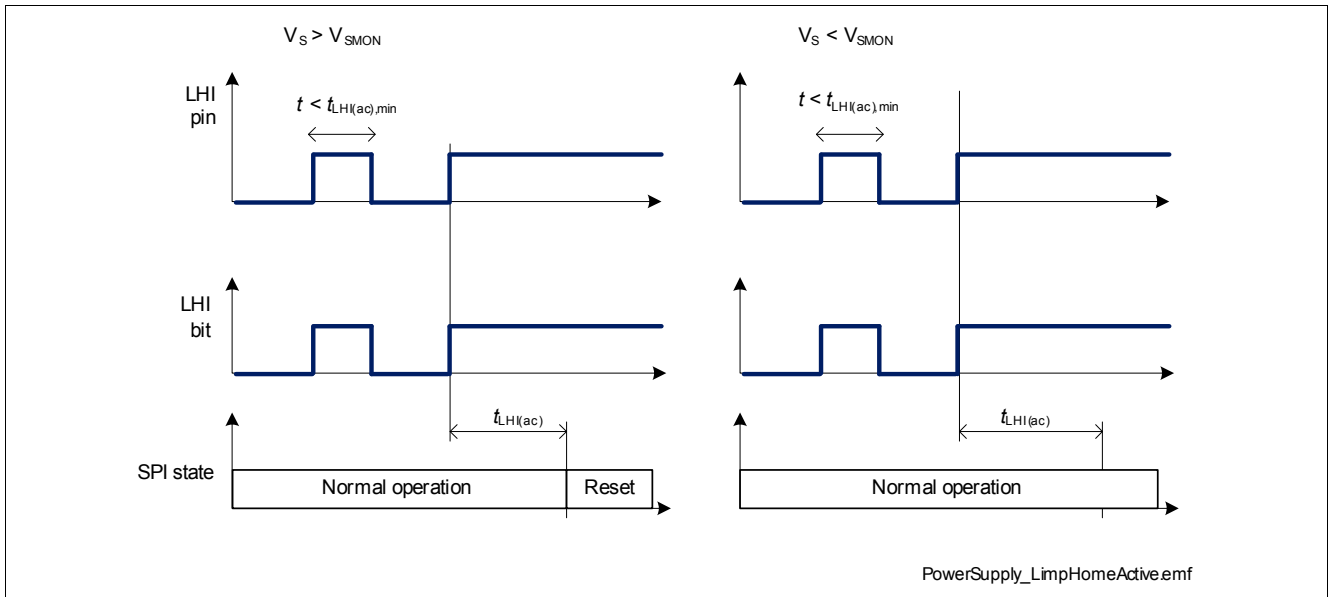 V_S > V_SMON
V_S < V_SMON
LHI
pin
t < t_LHI(ac),min
t < t_LHI(ac),min
LHI
bit
t_LHI(ac)
t_LHI(ac)
SPI state
Normal operation
Reset
Normal operation
PowerSupply_LimpHomeActive.emf